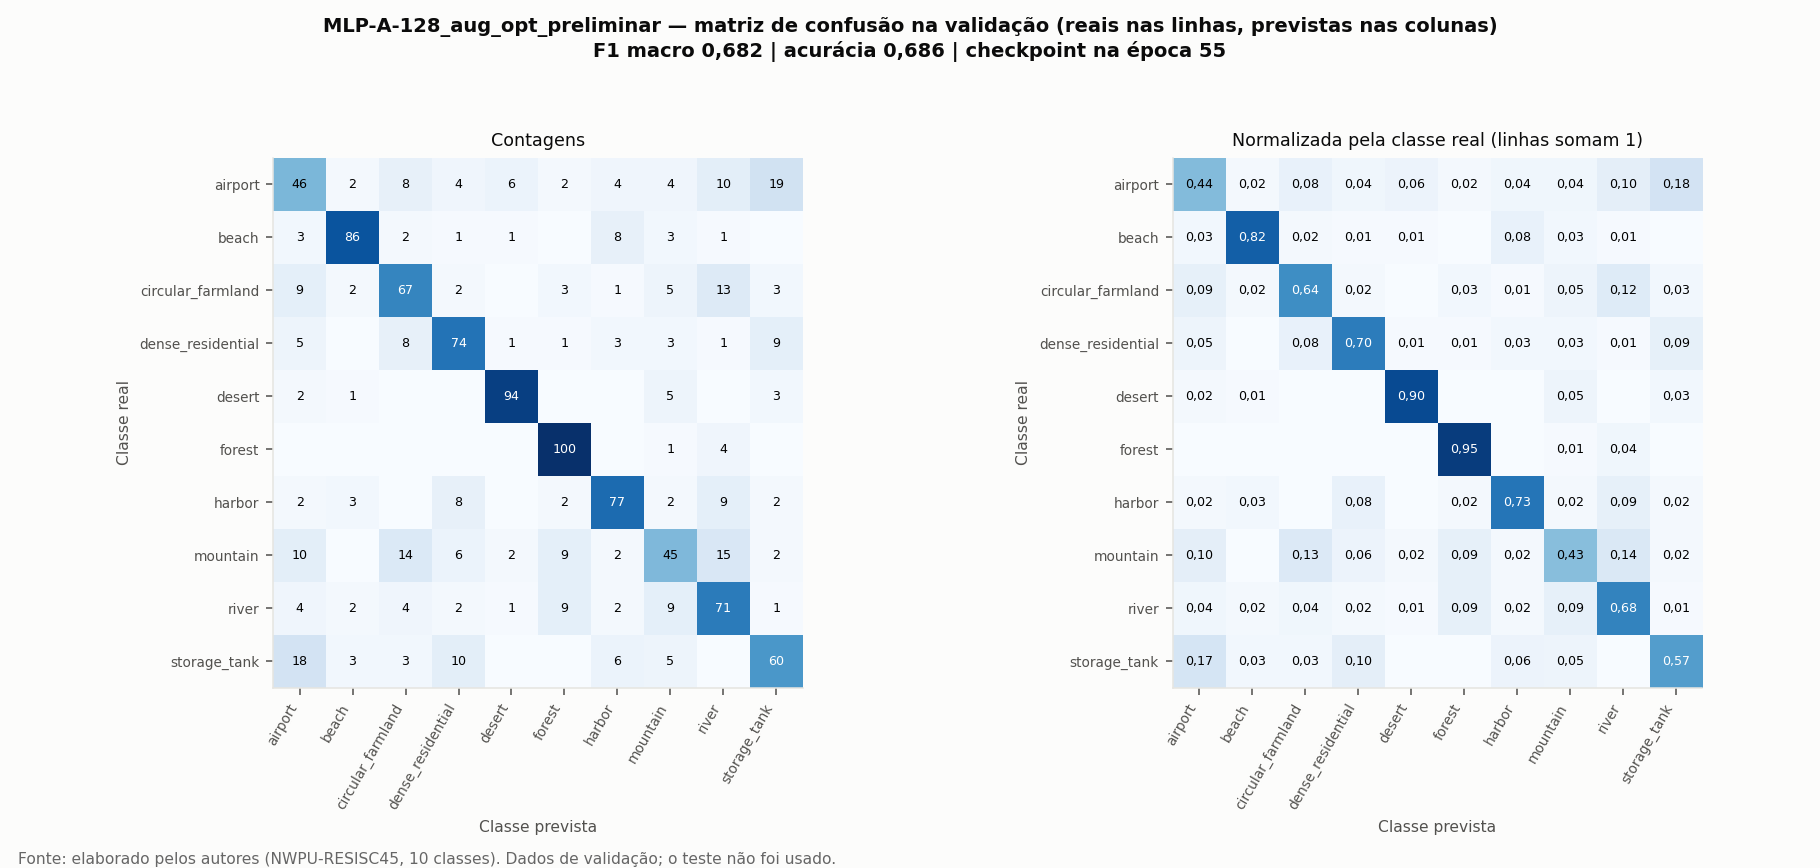 MLP-A-128_aug_opt_preliminar — matriz de confusão na validação (reais nas linhas, previstas nas colunas)
F1 macro 0,682 | acurácia 0,686 | checkpoint na época 55
Contagens
Classe real
airport 46 2 8 4 6 2 4 4 10 19
beach 3 86 2 1 1 8 3 1
circular_farmland 9 2 67 2 3 1 5 13 3
dense_residential 5 8 74 1 1 3 3 1 9
desert 2 1 94 5 3
forest 100 1 4
harbor 2 3 8 2 77 2 9 2
mountain 10 14 6 2 9 2 45 15 2
river 4 2 4 2 1 9 2 9 71 1
storage_tank 18 3 3 10 6 5 60
airport beach circular_farmland dense_residential desert forest harbor mountain river storage_tank
Classe prevista
Normalizada pela classe real (linhas somam 1)
Classe real
airport 0,44 0,02 0,08 0,04 0,06 0,02 0,04 0,04 0,10 0,18
beach 0,03 0,82 0,02 0,01 0,01 0,08 0,03 0,01
circular_farmland 0,09 0,02 0,64 0,02 0,03 0,01 0,05 0,12 0,03
dense_residential 0,05 0,08 0,70 0,01 0,01 0,03 0,03 0,01 0,09
desert 0,02 0,01 0,90 0,05 0,03
forest 0,95 0,01 0,04
harbor 0,02 0,03 0,08 0,02 0,73 0,02 0,09 0,02
mountain 0,10 0,13 0,06 0,02 0,09 0,02 0,43 0,14 0,02
river 0,04 0,02 0,04 0,02 0,01 0,09 0,02 0,09 0,68 0,01
storage_tank 0,17 0,03 0,03 0,10 0,06 0,05 0,57
airport beach circular_farmland dense_residential desert forest harbor mountain river storage_tank
Classe prevista
Fonte: elaborado pelos autores (NWPU-RESISC45, 10 classes). Dados de validação; o teste não foi usado.